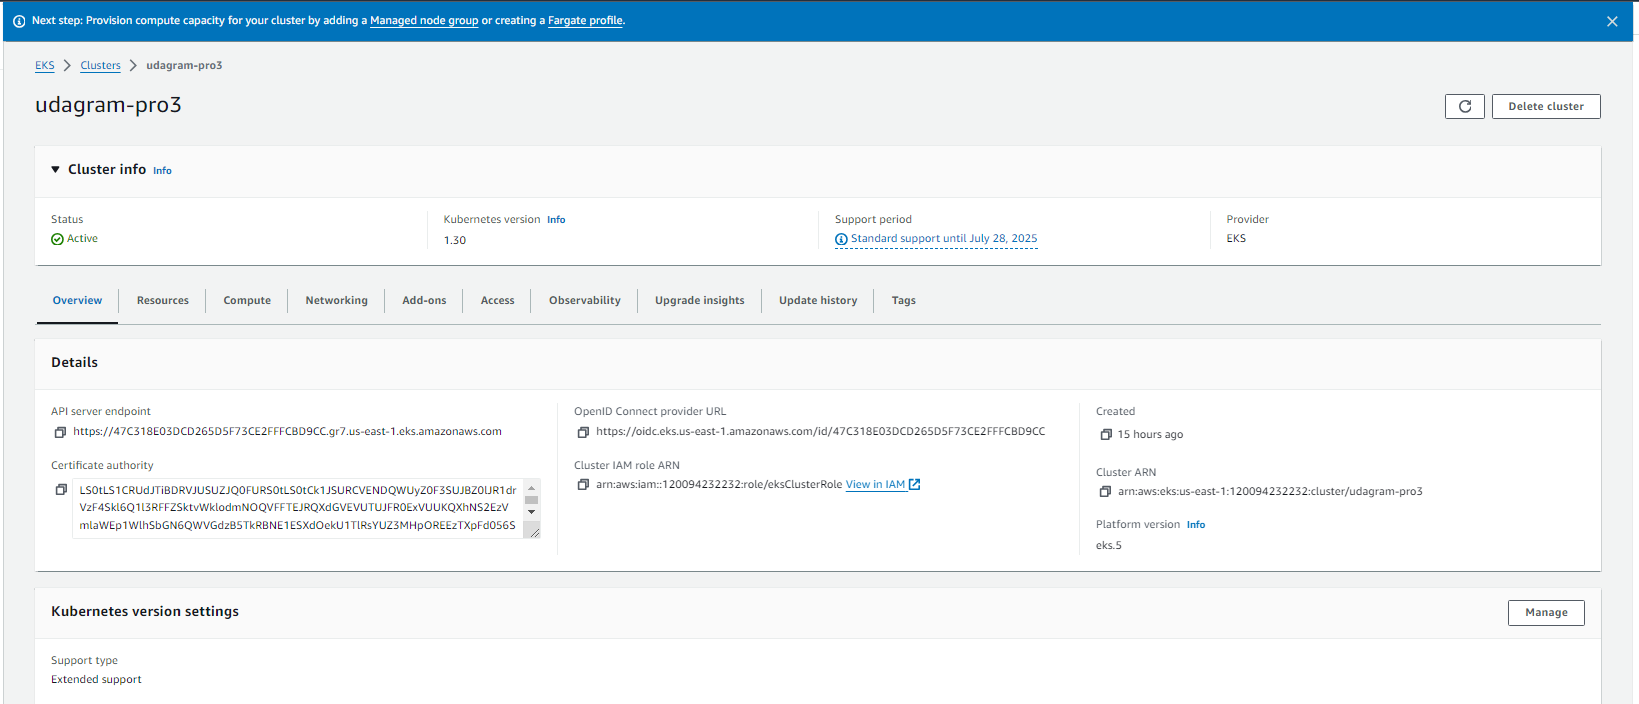 Next step: Provision compute capacity for your cluster by adding a Managed node group or creating a Fargate profile.
EKS > Clusters > udagram-pro3
udagram-pro3
Delete cluster
Cluster info Info
Status
Active
Kubernetes version Info
1.30
Support period
Standard support until July 28, 2025
Provider
EKS
Overview Resources Compute Networking Add-ons Access Observability Upgrade insights Update history Tags
Details
API server endpoint
https://47C318E03DCD265D5F73CE2FFFCBD9CC.gr7.us-east-1.eks.amazonaws.com
Certificate authority
LS0tLS1CRUdJTiBDRVJUSUZJQ0FURS0tLS0tCk1JSURCVENDQWUyZ0F3SUJBZ0lUR1dr
VzF4Skl6Q1l3RFFZSktvWklodmNOQVFFTEJRQXdGVEVUTUJFR0ExVUUKQXhNS2EzVm
mlaWEp1WlhSbGN6QWVGdzB5TkRBNE1ESXdOekU1TlRsYUZ3MHpOREEzTXpFd056S
OpenID Connect provider URL
https://oidc.eks.us-east-1.amazonaws.com/id/47C318E03DCD265D5F73CE2FFFCBD9CC
Cluster IAM role ARN
arn:aws:iam::120094232232:role/eksClusterRole View in IAM
Created
15 hours ago
Cluster ARN
arn:aws:eks:us-east-1:120094232232:cluster/udagram-pro3
Platform version Info
eks.5
Kubernetes version settings
Manage
Support type
Extended support